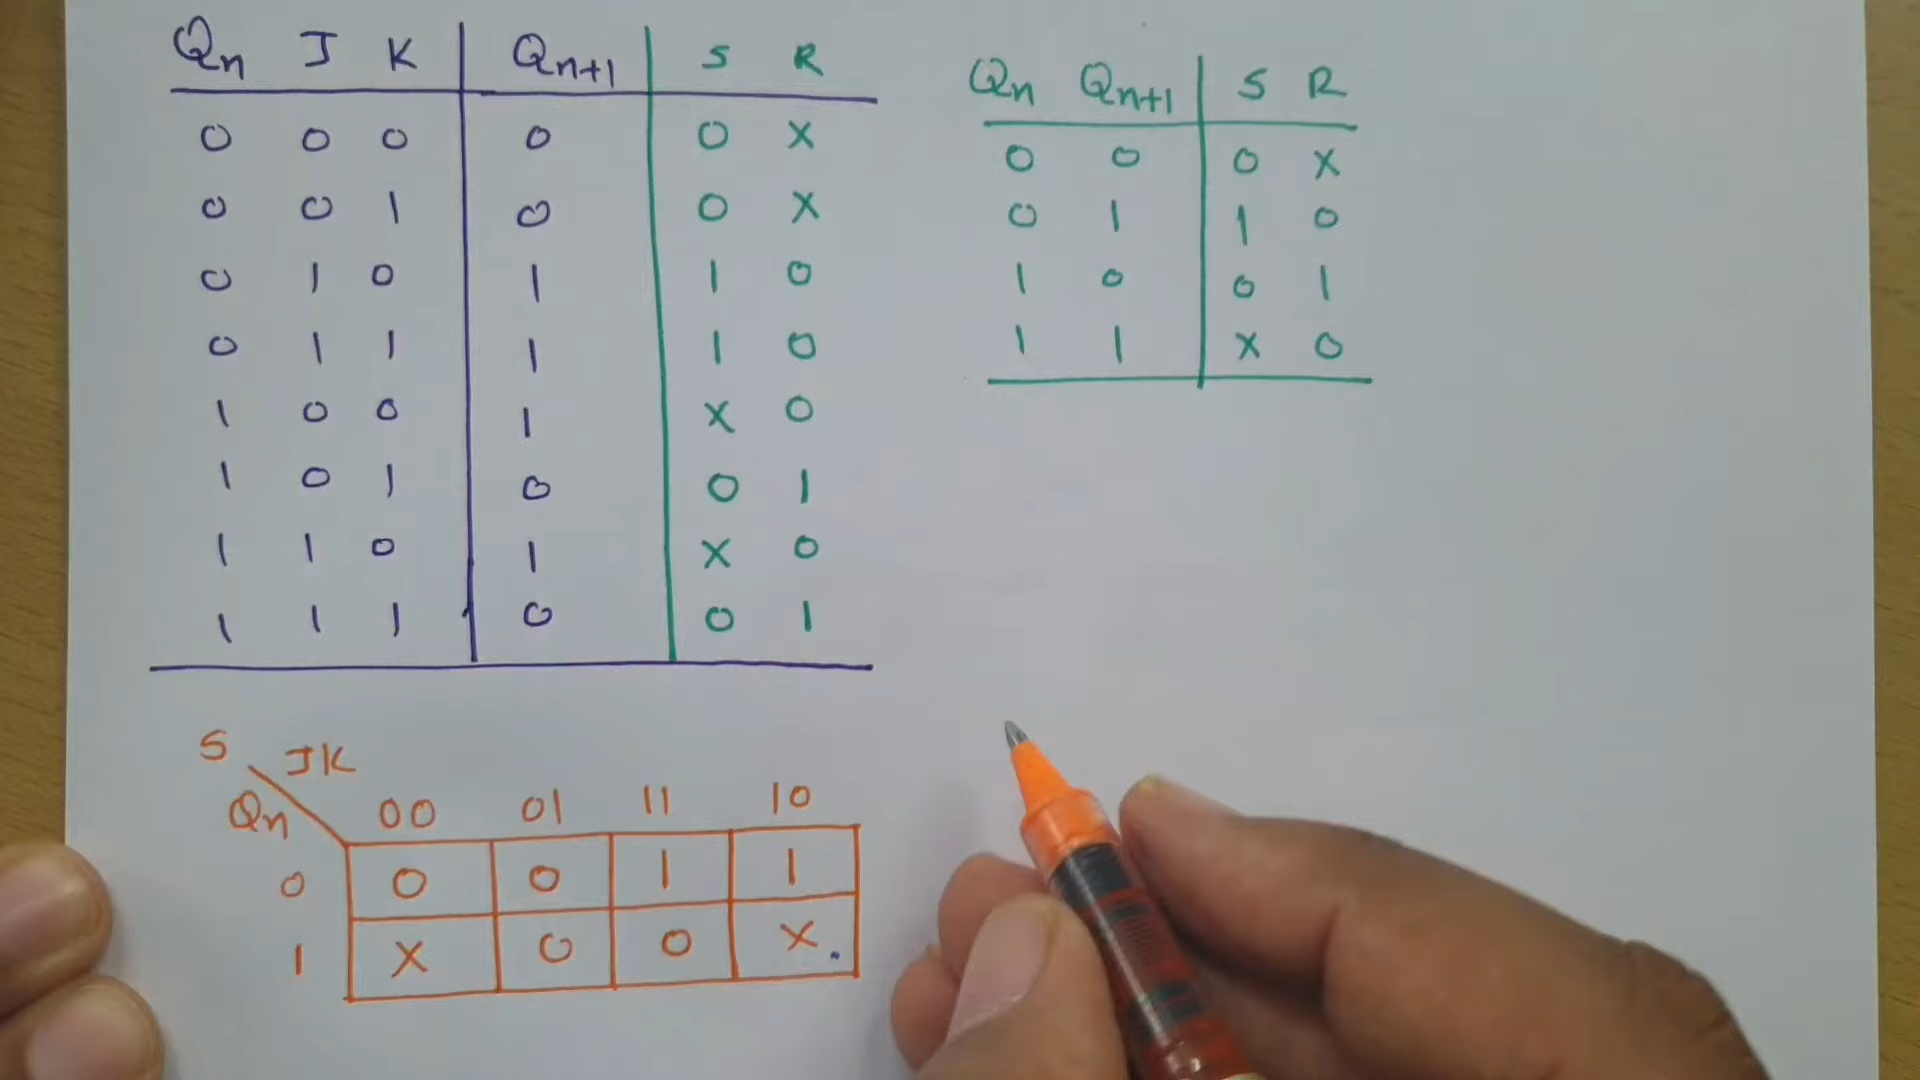 Qn J K Qn+1 S R
0 0 0 0 0 X
0 0 1 0 0 X
0 1 0 1 1 0
0 1 1 1 1 0
1 0 0 1 X 0
1 0 1 0 0 1
1 1 0 1 X 0
1 1 1 0 0 1
Qn Qn+1 S R
0 0 0 X
0 1 1 0
1 0 0 1
1 1 X 0
S JK
Qn 00 01 11 10
0 0 0 1 1
1 X 0 0 X